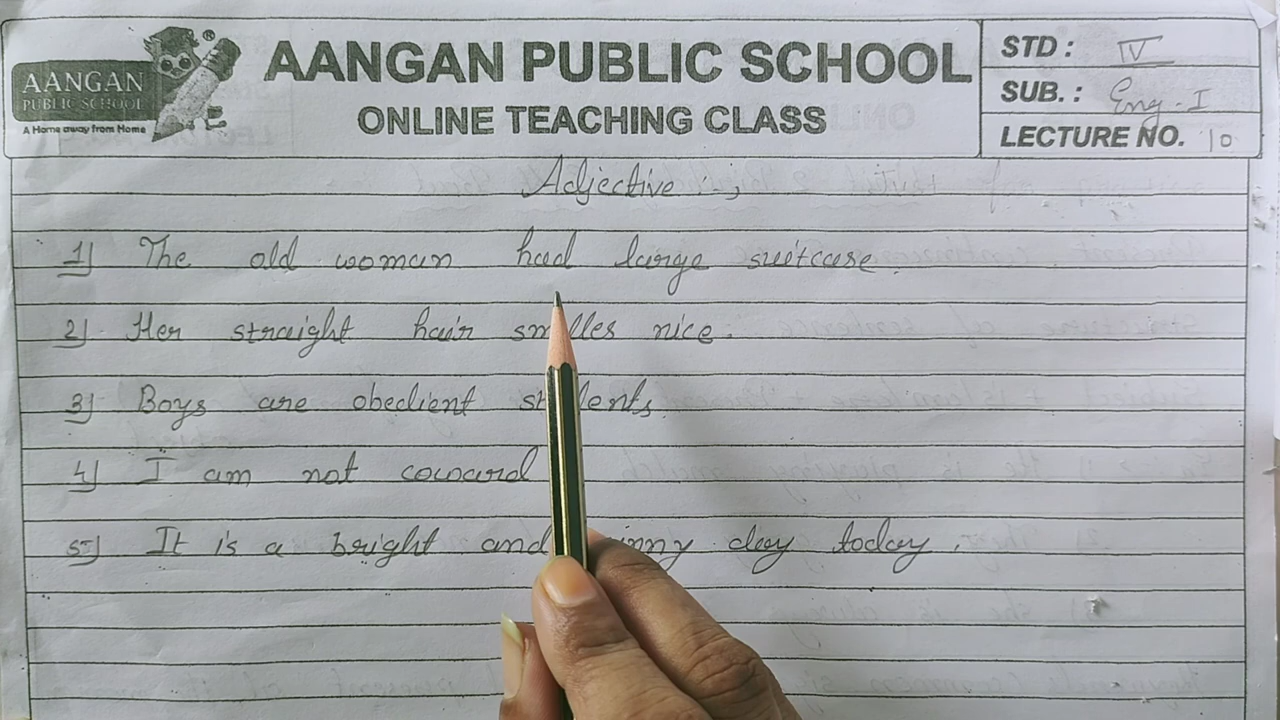 AANGAN
PUBLIC SCHOOL
A Home away from Home
®
AANGAN PUBLIC SCHOOL
ONLINE TEACHING CLASS
STD : IV
SUB. : Eng - I
LECTURE NO. 10
Adjective :-,
1) The old woman had large suitcase.
2) Her straight hair nice.
3) Boys are obedient
4) I am not coward
5) It is a bright and day today.